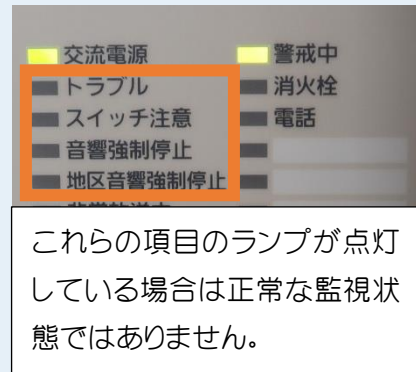 交流電源
トラブル
スイッチ注意
音響強制停止
地区音響強制停止
警戒中
消火栓
電話
これらの項目のランプが点灯
している場合は正常な監視状
態ではありません。